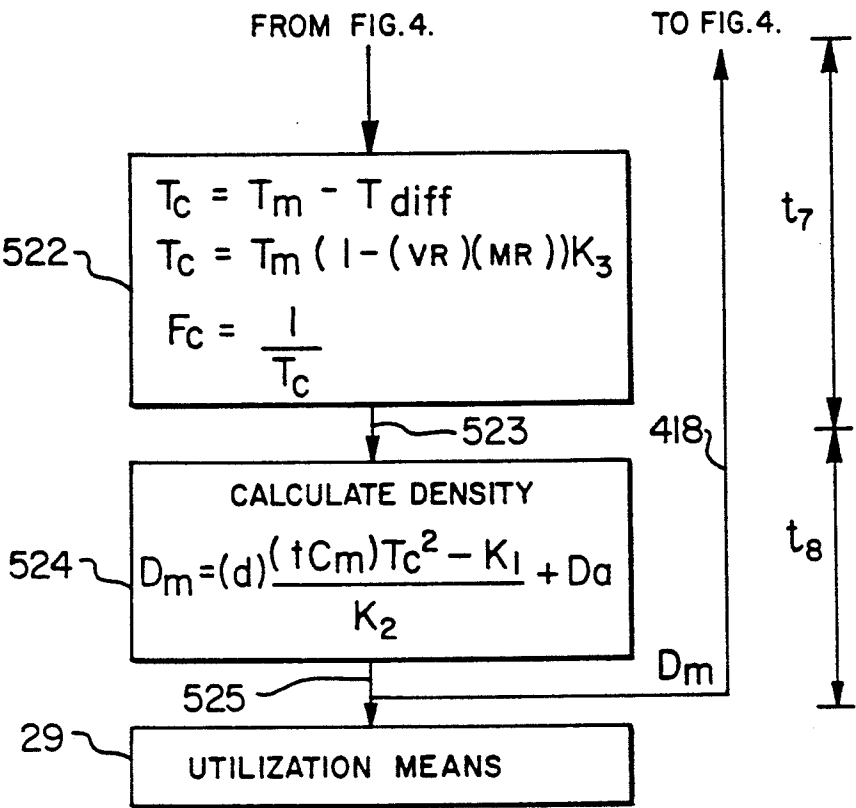 FROM FIG.4.
TO FIG.4.
Tc = Tm - Tdiff
Tc = Tm (1-(VR)(MR))K3
Fc = 1/Tc
522
t7
523
418
CALCULATE DENSITY
Dm=(d)(tCm)Tc² - K1/K2 + Da
524
t8
Dm
525
29
UTILIZATION MEANS